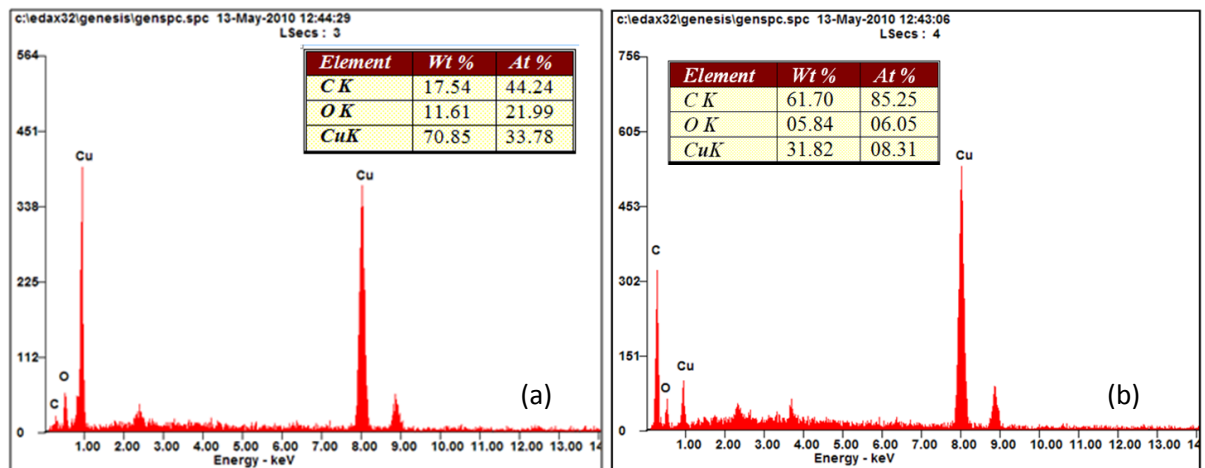 c:\edax32\genesis\genspc.spc 13-May-2010 12:44:29
LSecs : 3
564
451
338
225
112
0
Element Wt % At %
C K 17.54 44.24
O K 11.61 21.99
CuK 70.85 33.78
Cu
Cu
O
C
(a)
1.00 2.00 3.00 4.00 5.00 6.00 7.00 8.00 9.00 10.00 11.00 12.00 13.00 14
Energy - keV
c:\edax32\genesis\genspc.spc 13-May-2010 12:43:06
LSecs : 4
756
605
453
302
151
0
Element Wt % At %
C K 61.70 85.25
O K 05.84 06.05
CuK 31.82 08.31
Cu
C
O
Cu
(b)
1.00 2.00 3.00 4.00 5.00 6.00 7.00 8.00 9.00 10.00 11.00 12.00 13.00 14
Energy - keV